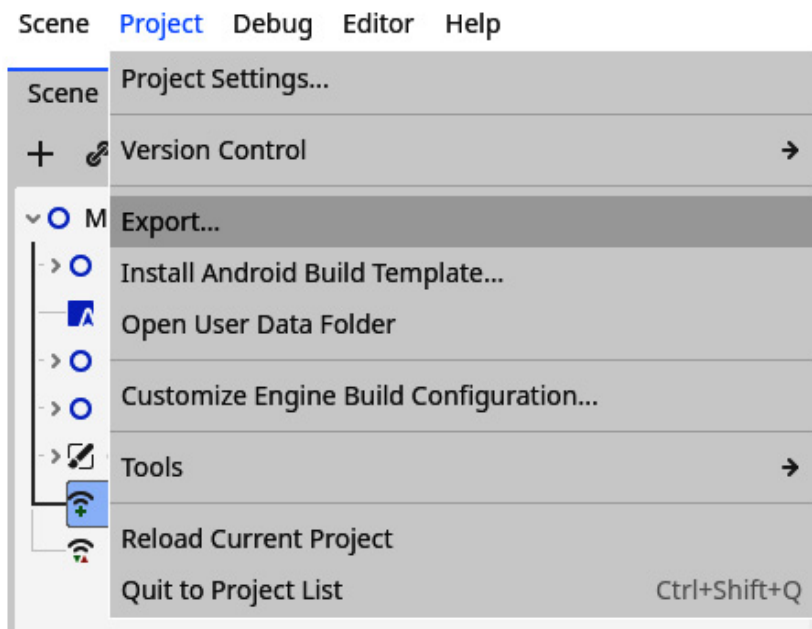 Scene Project Debug Editor Help
Scene
Project Settings...
Version Control
M
Export...
Install Android Build Template...
Open User Data Folder
Customize Engine Build Configuration...
Tools
Reload Current Project
Quit to Project List Ctrl+Shift+Q